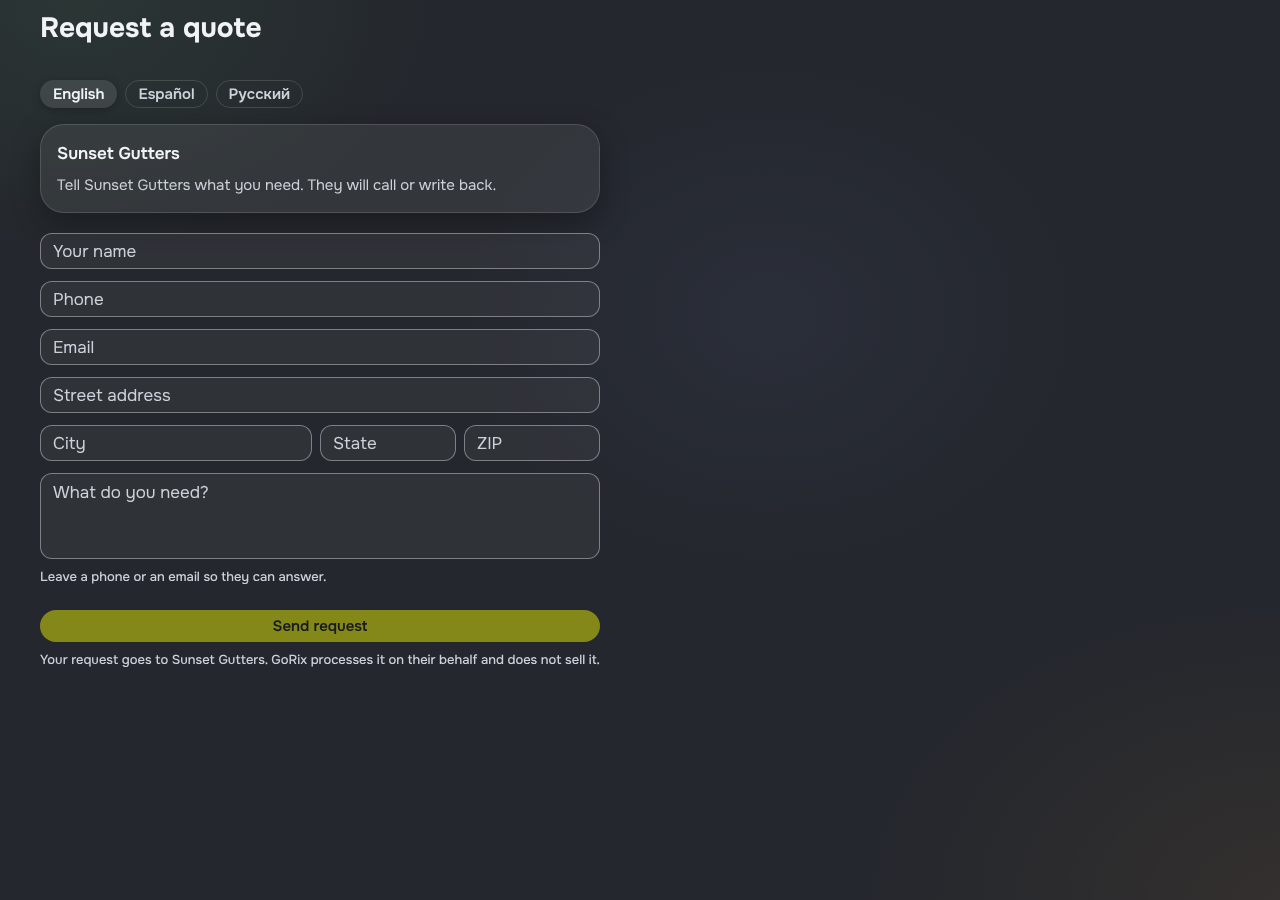 Request a quote
English
Español
Русский
Sunset Gutters
Tell Sunset Gutters what you need. They will call or write back.
Your name
Phone
Email
Street address
City
State
ZIP
What do you need?
Leave a phone or an email so they can answer.
Send request
Your request goes to Sunset Gutters. GoRix processes it on their behalf and does not sell it.